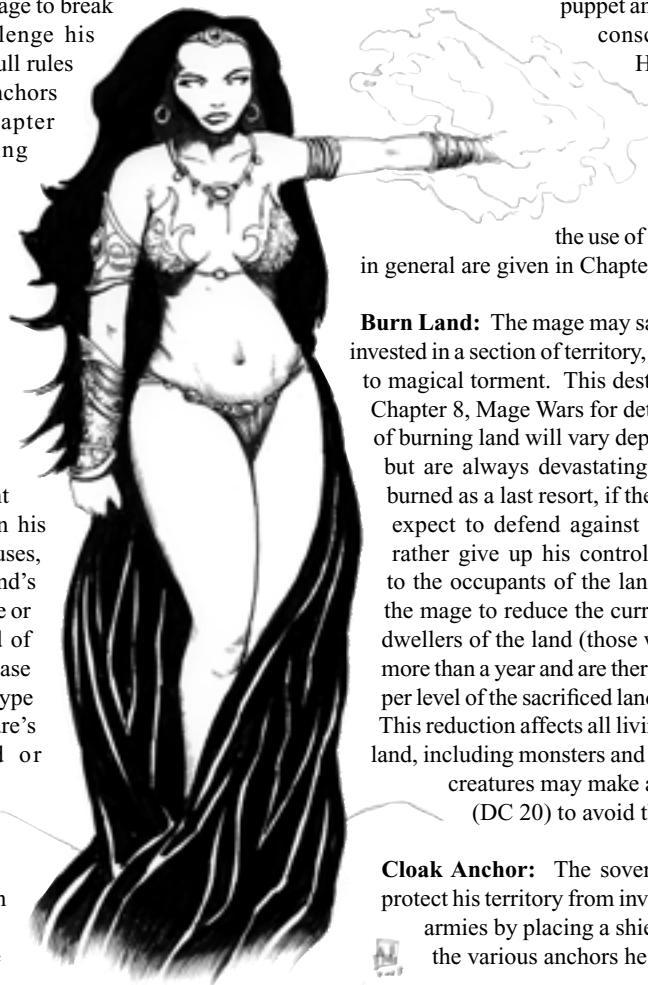 age to break
lenge his
ull rules
nchors
apter
ng
nt
n his
uses,
nd's
e or
l of
ase
ype
ure's
d or
n
puppet an
consc
H
the use of
in general are given in Chapte
Burn Land: The mage may sa
invested in a section of territory,
to magical torment. This dest
Chapter 8, Mage Wars for det
of burning land will vary dep
but are always devastating
burned as a last resort, if the
expect to defend against
rather give up his control
to the occupants of the lan
the mage to reduce the curr
dwellers of the land (those w
more than a year and are ther
per level of the sacrificed land
This reduction affects all livi
land, including monsters and
creatures may make a
(DC 20) to avoid th
Cloak Anchor: The sover
protect his territory from inv
armies by placing a shie
the various anchors he